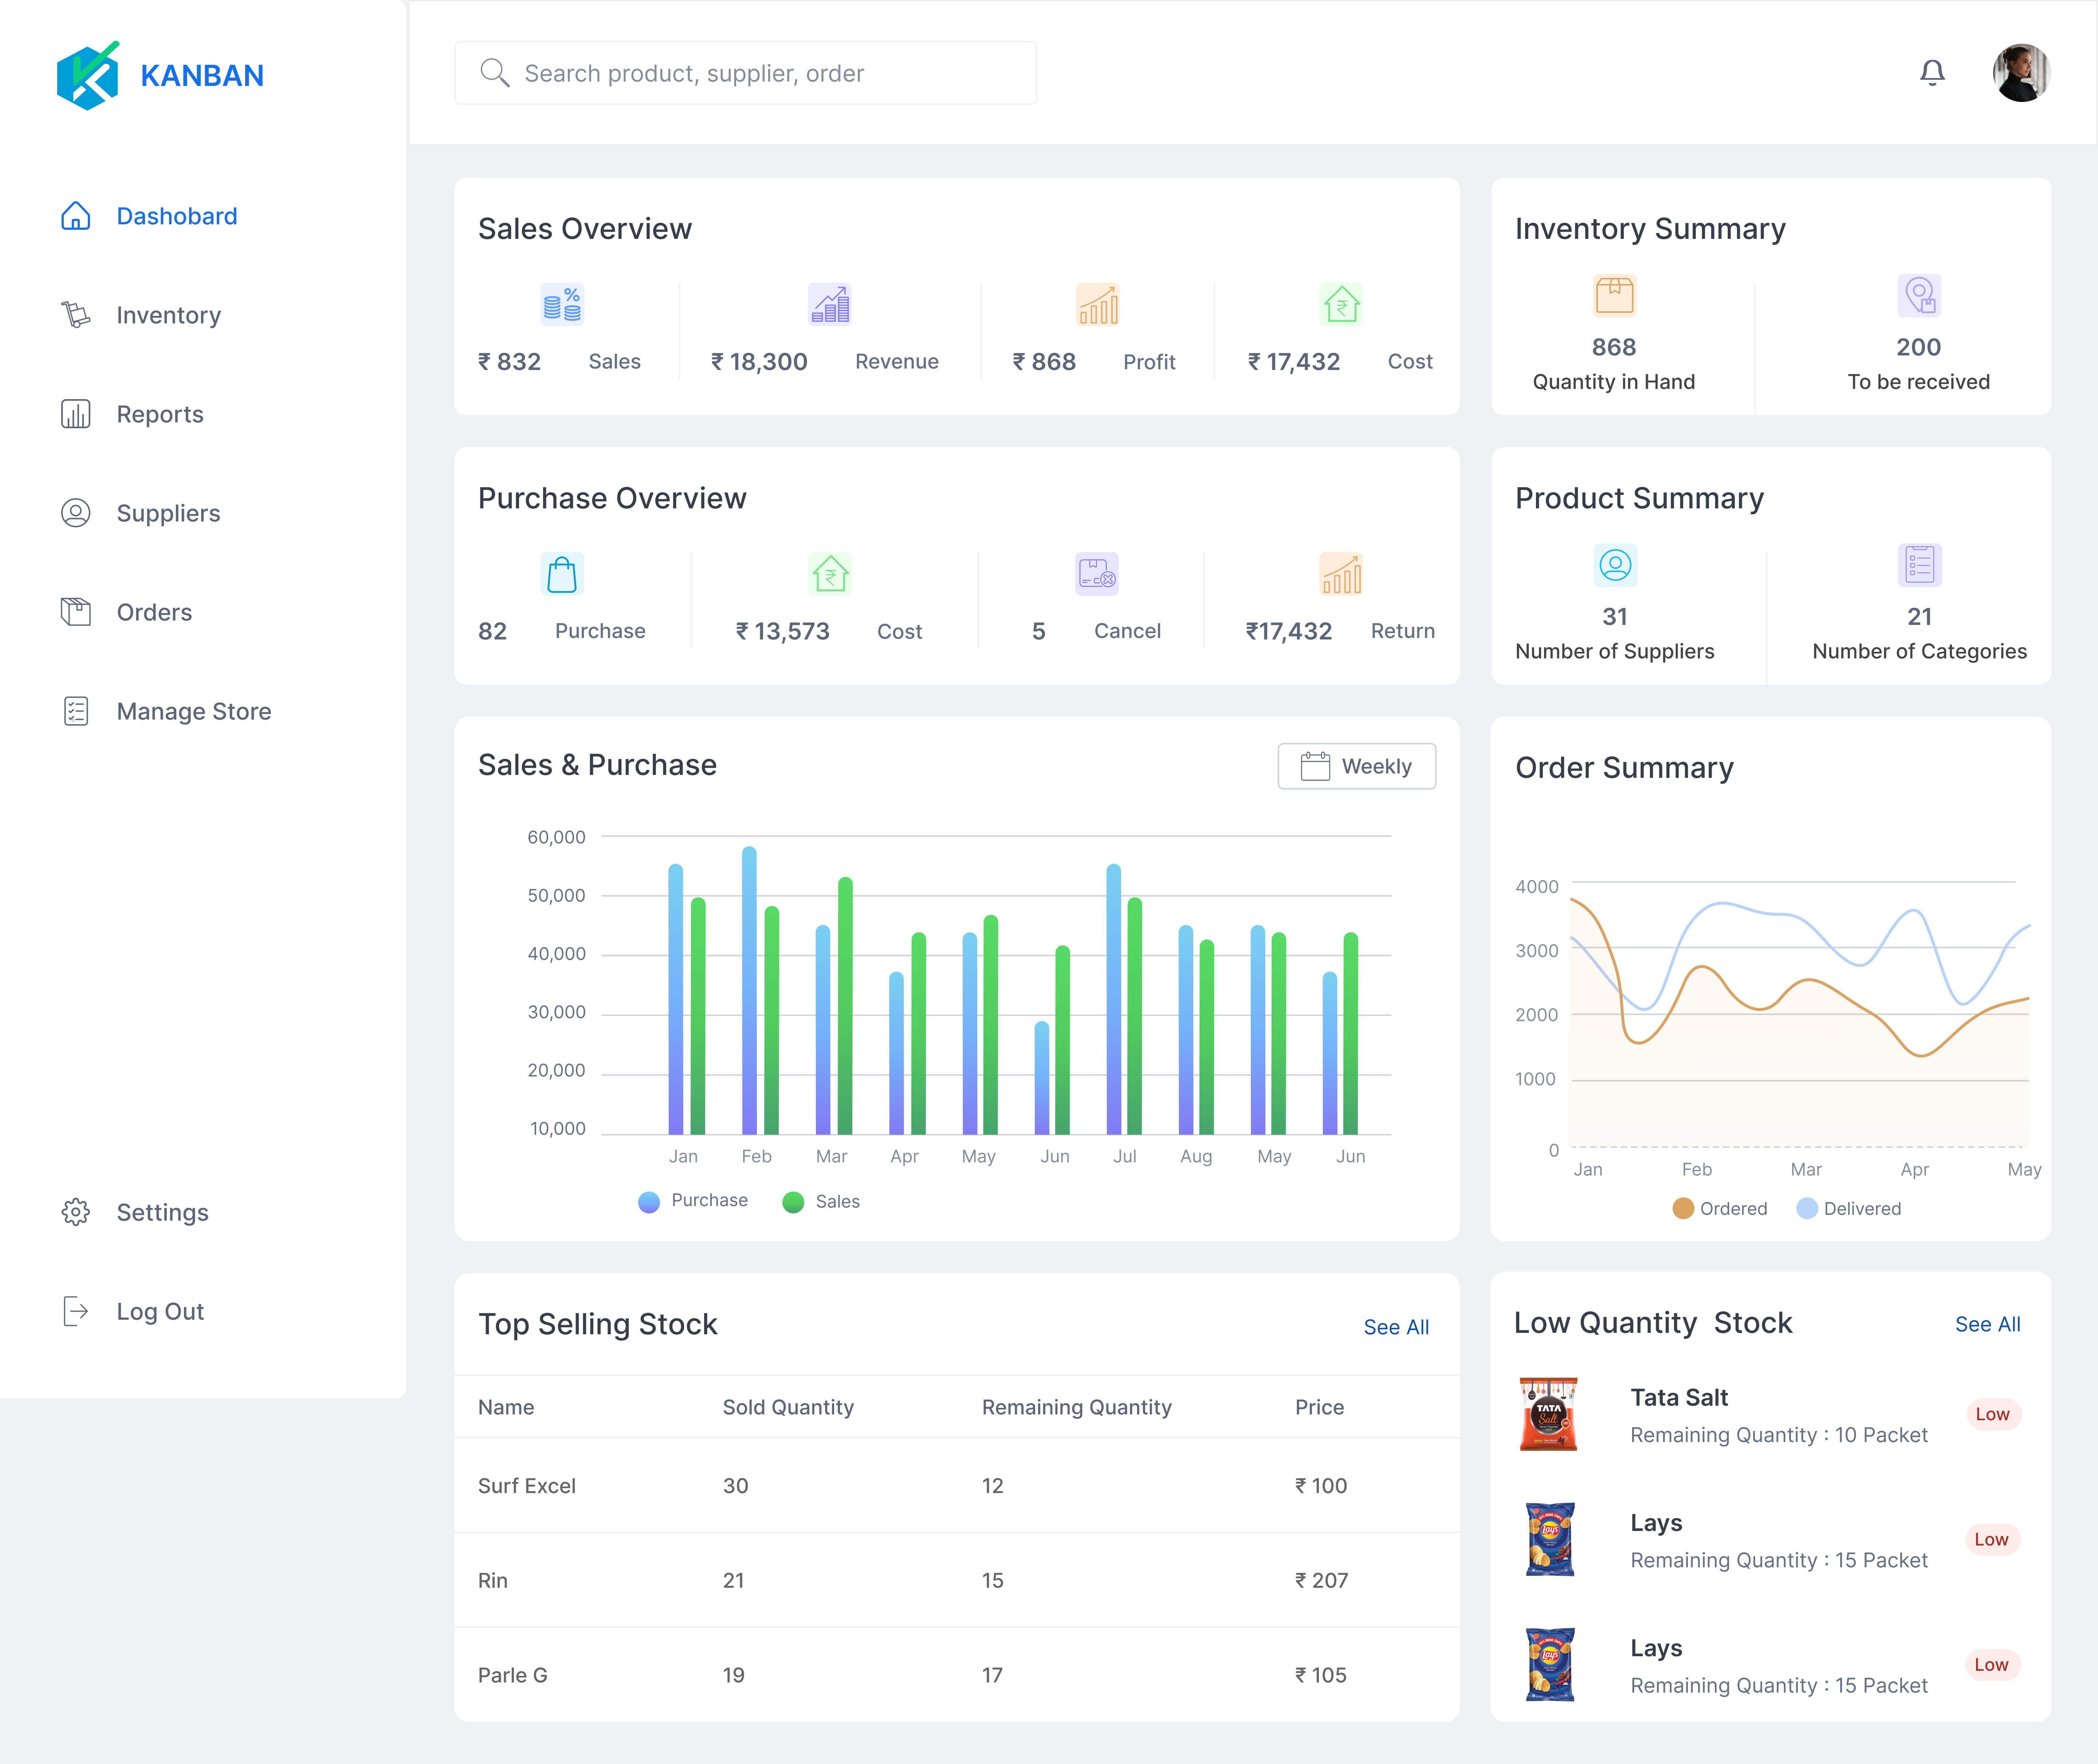 KANBAN
Search product, supplier, order
Dashobard
Inventory
Reports
Suppliers
Orders
Manage Store
Settings
Log Out
Sales Overview
₹ 832 Sales
₹ 18,300 Revenue
₹ 868 Profit
₹ 17,432 Cost
Inventory Summary
868
Quantity in Hand
200
To be received
Purchase Overview
82 Purchase
₹ 13,573 Cost
5 Cancel
₹17,432 Return
Product Summary
31
Number of Suppliers
21
Number of Categories
Sales & Purchase
Weekly
60,000
50,000
40,000
30,000
20,000
10,000
Jan Feb Mar Apr May Jun Jul Aug May Jun
Purchase Sales
Order Summary
4000
3000
2000
1000
0
Jan Feb Mar Apr May
Ordered Delivered
Top Selling Stock
See All
Name Sold Quantity Remaining Quantity Price
Surf Excel 30 12 ₹ 100
Rin 21 15 ₹ 207
Parle G 19 17 ₹ 105
Low Quantity Stock
See All
TATA
Salt
Tata Salt
Remaining Quantity : 10 Packet
Low
Lay's
Lays
Remaining Quantity : 15 Packet
Low
Lay's
Lays
Remaining Quantity : 15 Packet
Low